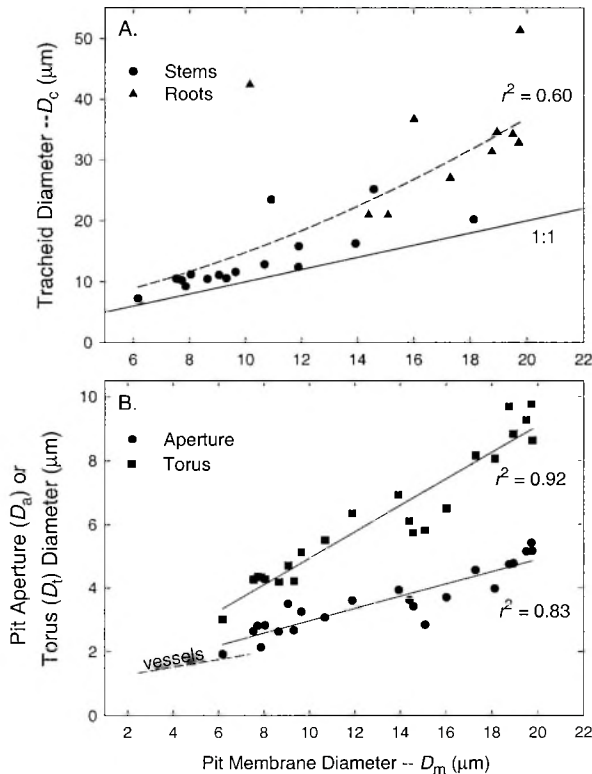 A.
Stems
Roots
r² = 0.60
1:1
Tracheid Diameter --Dc (μm)
50
40
30
20
10
0
6 8 10 12 14 16 18 20 22
B.
Aperture
Torus
r² = 0.92
r² = 0.83
vessels
Pit Aperture (Da) or
Torus (Dt) Diameter (μm)
10
8
6
4
2
0
2 4 6 8 10 12 14 16 18 20 22
Pit Membrane Diameter -- Dm (μm)